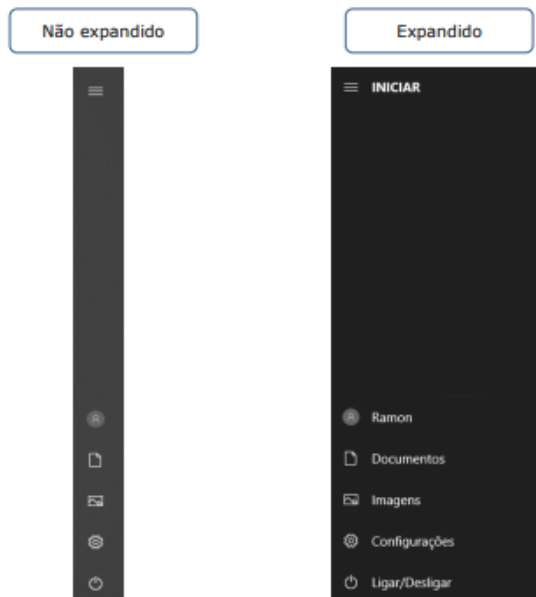 Não expandido
Expandido
INICIAR
Ramon
Documentos
Imagens
Configurações
Ligar/Desligar